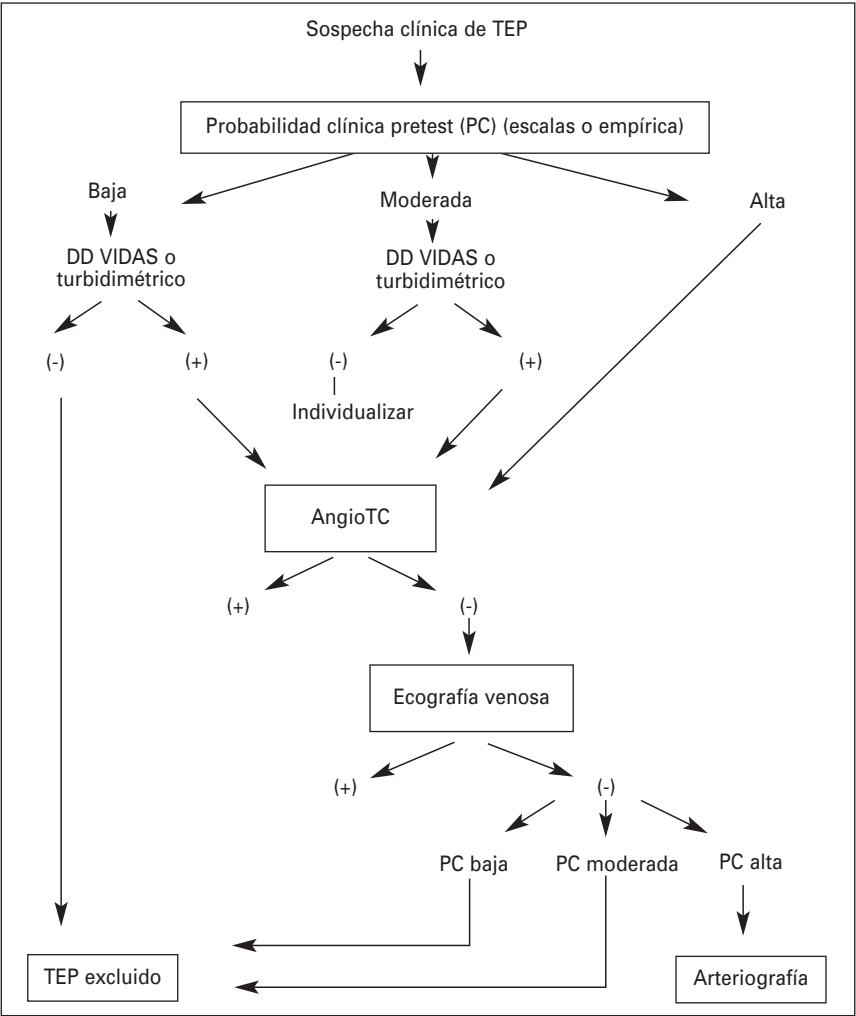 Sospecha clínica de TEP
Probabilidad clínica pretest (PC) (escalas o empírica)
Baja
Moderada
Alta
DD VIDAS o
turbidimétrico
DD VIDAS o
turbidimétrico
(-)
(+)
(-)
(+)
Individualizar
AngioTC
(+)
(-)
Ecografía venosa
(+)
(-)
PC baja
PC moderada
PC alta
TEP excluido
Arteriografía